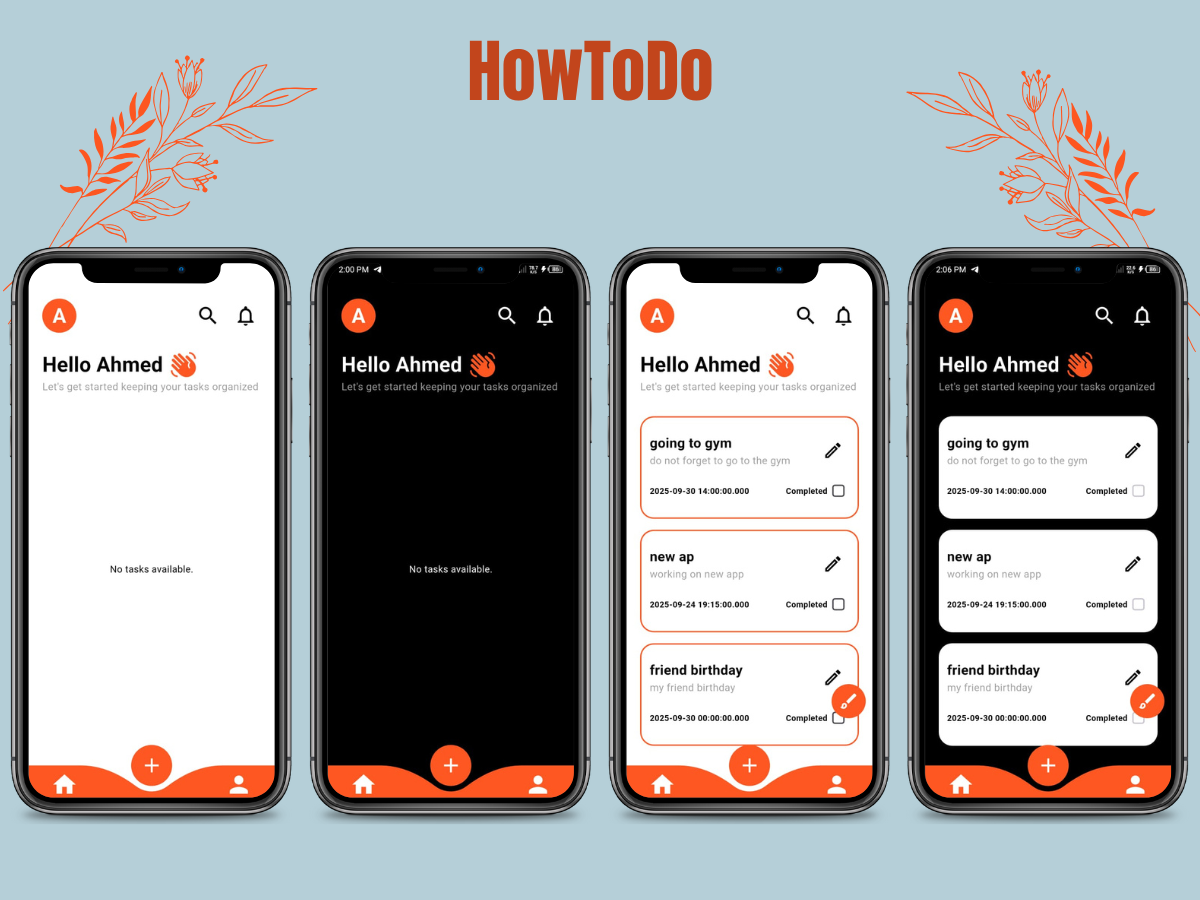 HowToDo
A
Hello Ahmed
Let's get started keeping your tasks organized
No tasks available.
2:00 PM
A
Hello Ahmed
Let's get started keeping your tasks organized
No tasks available.
A
Hello Ahmed
Let's get started keeping your tasks organized
going to gym
do not forget to go to the gym
2025-09-30 14:00:00.000 Completed
new ap
working on new app
2025-09-24 19:15:00.000 Completed
friend birthday
my friend birthday
2025-09-30 00:00:00.000 Completed
2:06 PM
A
Hello Ahmed
Let's get started keeping your tasks organized
going to gym
do not forget to go to the gym
2025-09-30 14:00:00.000 Completed
new ap
working on new app
2025-09-24 19:15:00.000 Completed
friend birthday
my friend birthday
2025-09-30 00:00:00.000 Completed